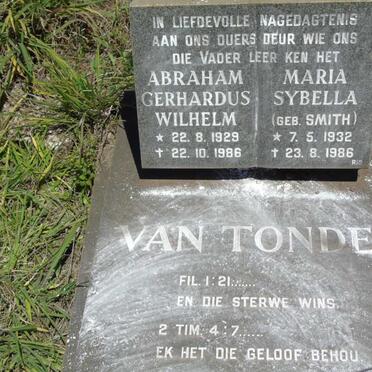 IN LIEFDEVOLLE NAGEDAGTENIS
AAN ONS OUERS DEUR WIE ONS
DIE VADER LEER KEN HET
ABRAHAM
GERHARDUS
WILHELM
* 22.8.1929
† 22.10.1986
MARIA
SYBELLA
(GEB. SMITH)
* 7.5.1932
† 23.8.1986
VAN TONDE
FIL. 1:21......
EN DIE STERWE WINS.
2 TIM. 4:7......
EK HET DIE GELOOF BEHOU.